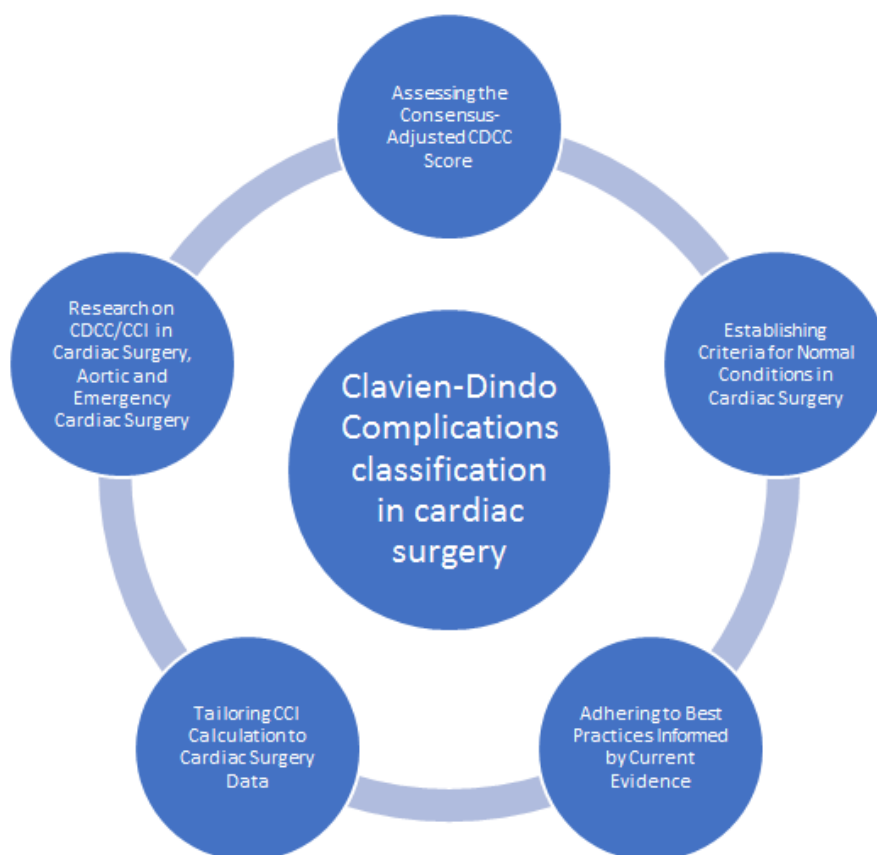 Assessing the
Consensus-
Adjusted CDCC
Score
Establishing
Criteria for Normal
Conditions in
Cardiac Surgery
Adhering to Best
Practices Informed
by Current
Evidence
Tailoring CCI
Calculation to
Cardiac Surgery
Data
Research on
CDCC/CCI in
Cardiac Surgery,
Aortic and
Emergency
Cardiac Surgery
Clavien-Dindo
Complications
classification
in cardiac
surgery